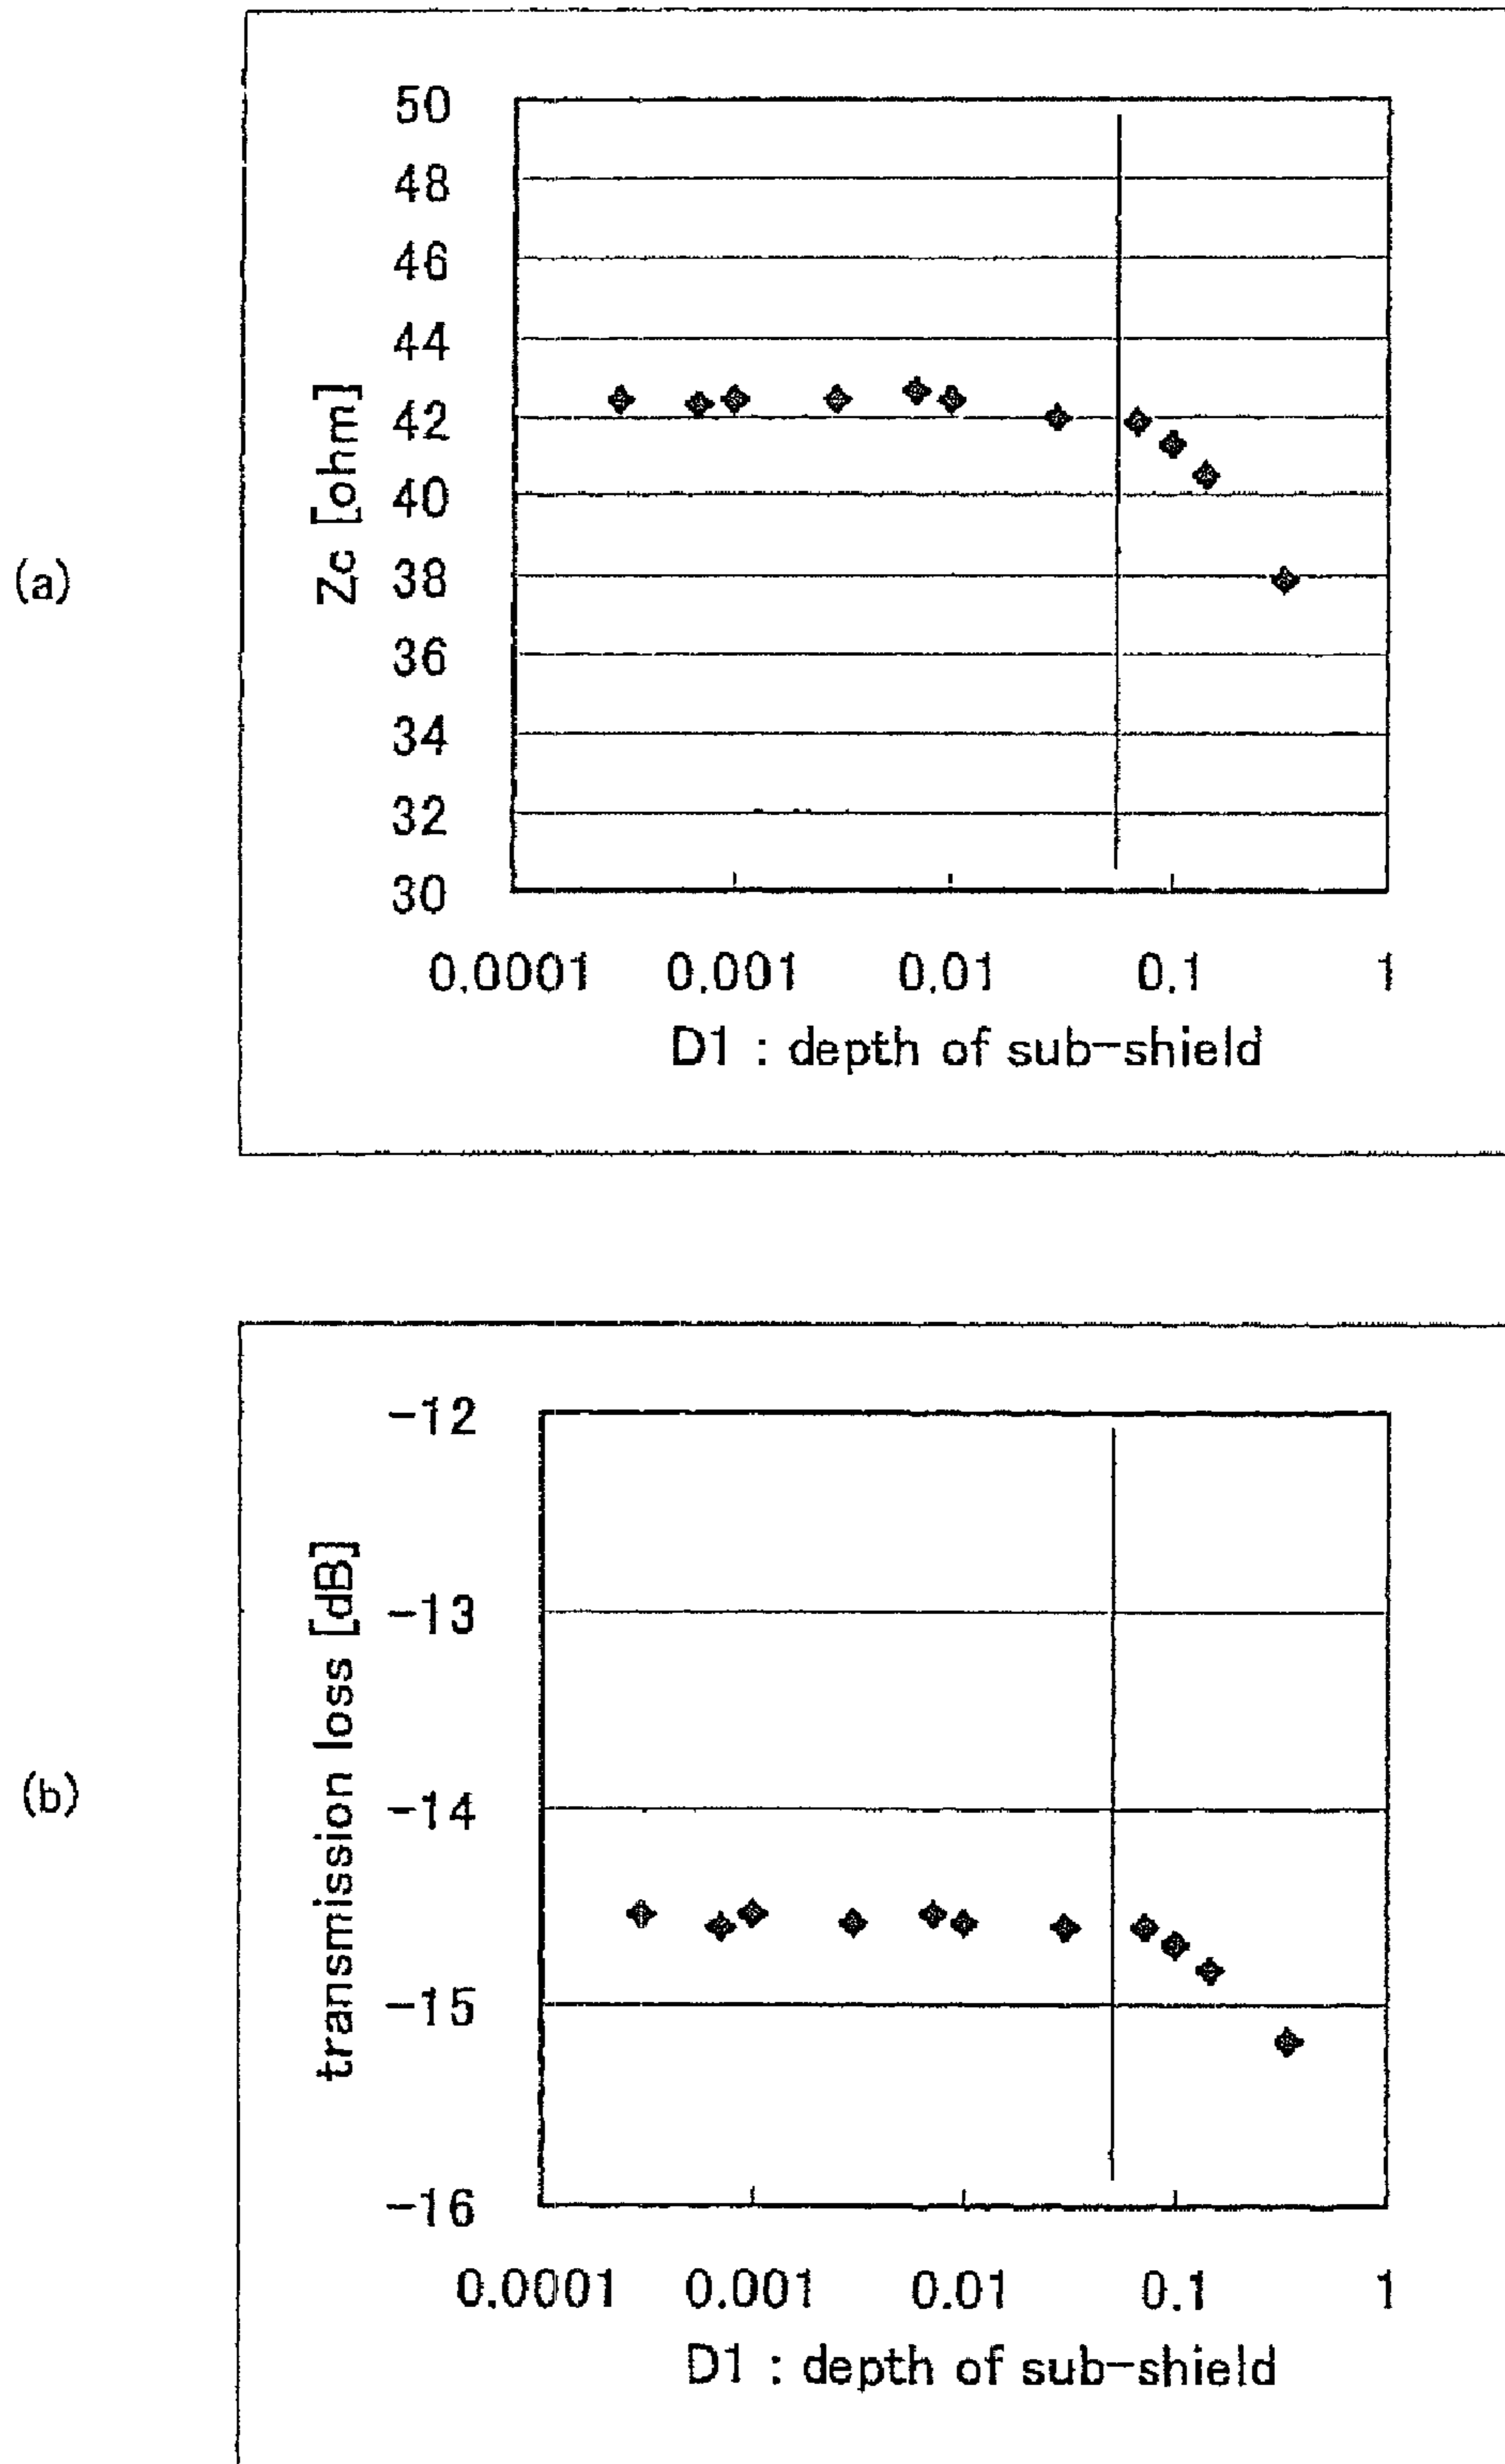 (a)
Zc [ohm]
50
48
46
44
42
40
38
36
34
32
30
0.0001 0.001 0.01 0.1 1
D1 : depth of sub-shield
(b)
transmission loss [dB]
-12
-13
-14
-15
-16
0.0001 0.001 0.01 0.1 1
D1 : depth of sub-shield